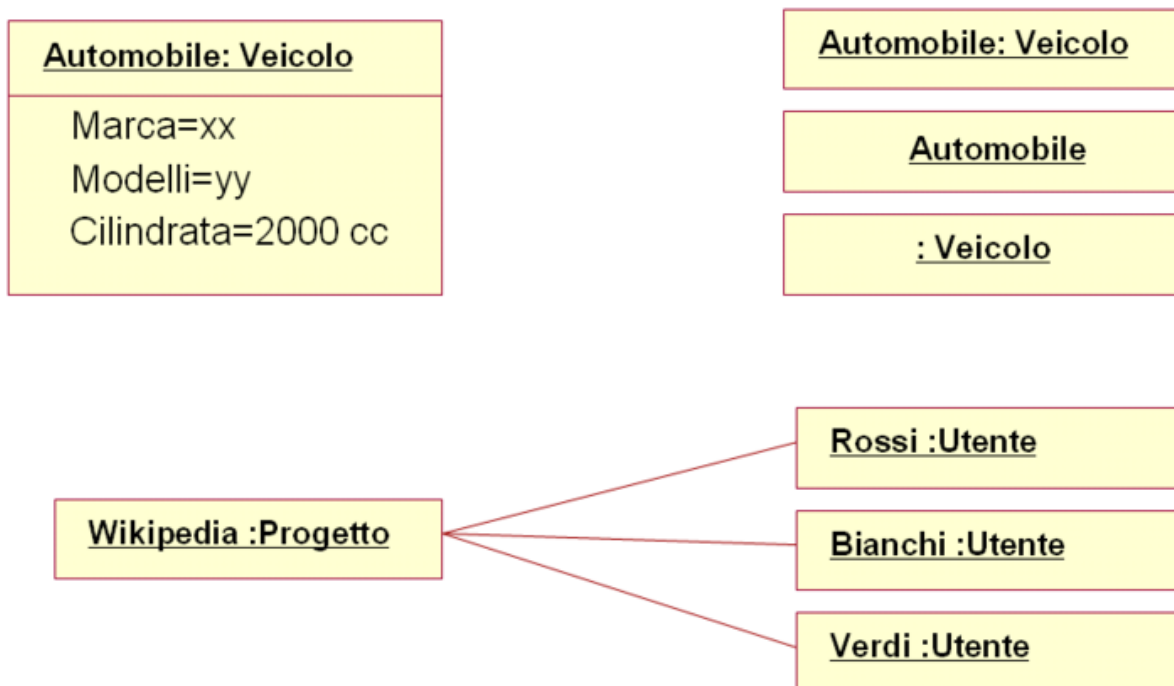 Automobile: Veicolo
Marca=xx
Modelli=yy
Cilindrata=2000 cc
Automobile: Veicolo
Automobile
: Veicolo
Wikipedia :Progetto
Rossi :Utente
Bianchi :Utente
Verdi :Utente